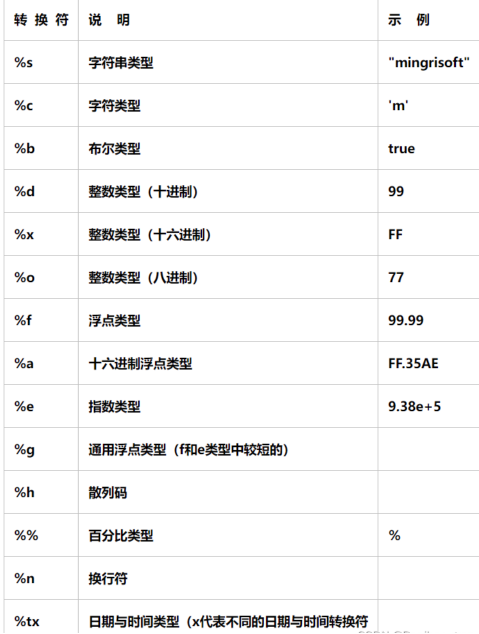 转 换 符 说 明 示 例
%s 字符串类型 "mingrisoft"
%c 字符类型 'm'
%b 布尔类型 true
%d 整数类型（十进制） 99
%x 整数类型（十六进制） FF
%o 整数类型（八进制） 77
%f 浮点类型 99.99
%a 十六进制浮点类型 FF.35AE
%e 指数类型 9.38e+5
%g 通用浮点类型（f和e类型中较短的）
%h 散列码
%% 百分比类型 %
%n 换行符
%tx 日期与时间类型（x代表不同的日期与时间转换符